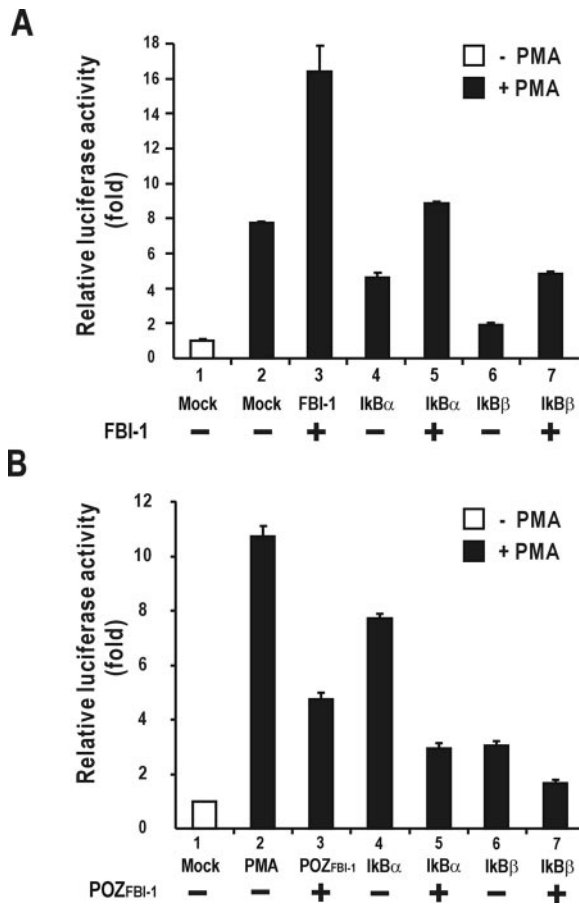 A
Relative luciferase activity
(fold)
18
16
14
12
10
8
6
4
2
0
- PMA
+ PMA
1 2 3 4 5 6 7
Mock Mock FBI-1 IkBα IkBα IkBβ IkBβ
FBI-1 − − + − + − +
B
Relative luciferase activity
(fold)
12
10
8
6
4
2
0
- PMA
+ PMA
1 2 3 4 5 6 7
Mock PMA POZFBI-1 IkBα IkBα IkBβ IkBβ
POZFBI-1 − − + − + − +